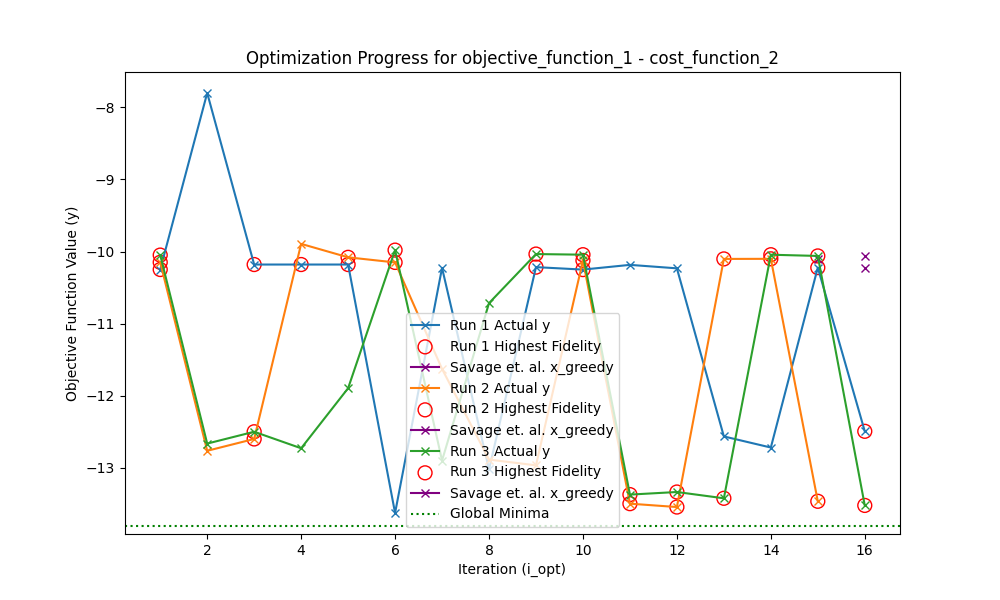 Optimization Progress for objective_function_1 - cost_function_2
Objective Function Value (y)
−8
−9
−10
−11
−12
−13
Run 1 Actual y
Run 1 Highest Fidelity
Savage et. al. x_greedy
Run 2 Actual y
Run 2 Highest Fidelity
Savage et. al. x_greedy
Run 3 Actual y
Run 3 Highest Fidelity
Savage et. al. x_greedy
Global Minima
2 4 6 8 10 12 14 16
Iteration (i_opt)